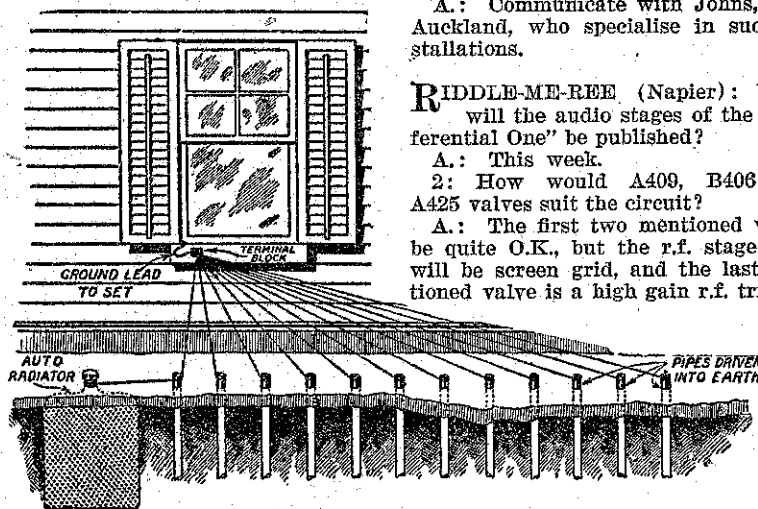 A.: Communicate with Johns,
Auckland, who specialise in suc
stallations.
RIDDLE-ME-REE (Napier):
will the audio stages of the
ferential One" be published?
A.: This week.
2: How would A409, B406
A425 valves suit the circuit?
A.: The first two mentioned
be quite O.K., but the r.f. stage
will be screen grid, and the last
tioned valve is a high gain r.f. tr
GROUND LEAD
TO SET
TERMINAL
BLOCK
AUTO
RADIATOR
PIPES DRIVEN
INTO EARTH